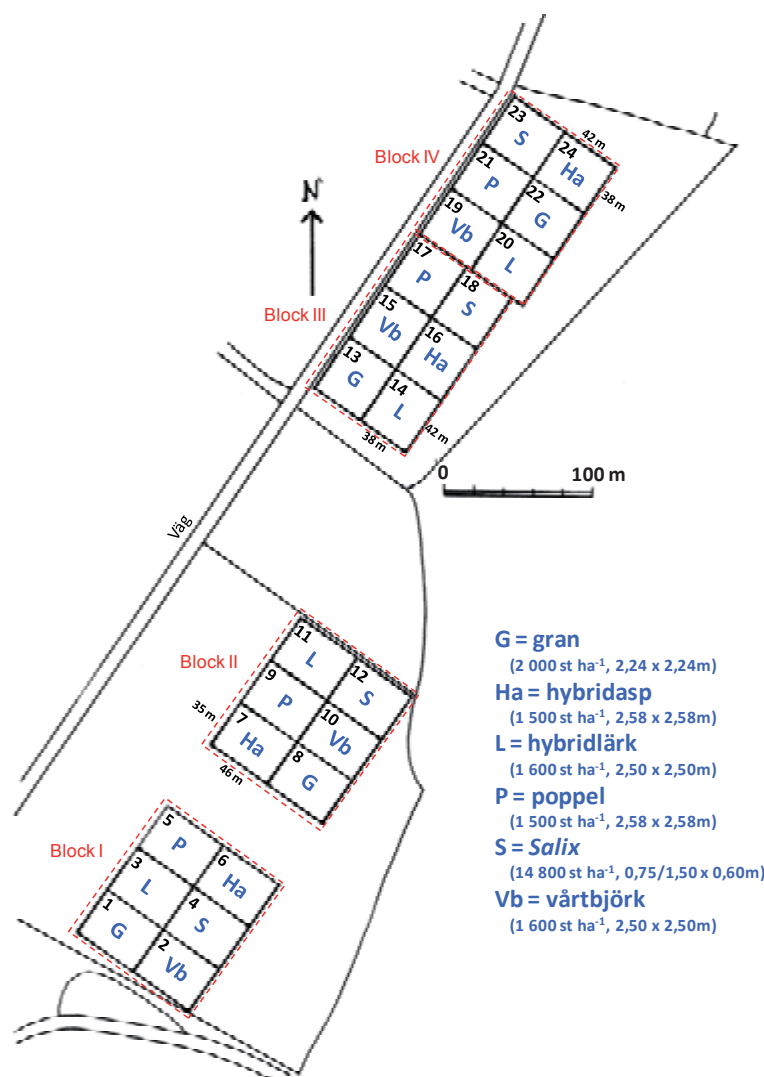 N
Block IV
23
S
42 m
24
Ha
21
P
38 m
22
G
19
Vb
20
L
17
P
18
S
Block III
15
Vb
16
Ha
13
G
14
L
42 m
38 m
0 100 m
Väg
11
L
Block II
12
S
9
P
10
Vb
35 m
7
Ha
8
G
46 m
G = gran
(2 000 st ha⁻¹, 2,24 x 2,24m)
Ha = hybridasp
(1 500 st ha⁻¹, 2,58 x 2,58m)
L = hybridlärk
(1 600 st ha⁻¹, 2,50 x 2,50m)
P = poppel
(1 500 st ha⁻¹, 2,58 x 2,58m)
S = Salix
(14 800 st ha⁻¹, 0,75/1,50 x 0,60m)
Vb = vårtbjörk
(1 600 st ha⁻¹, 2,50 x 2,50m)
Block I
5
P
6
Ha
3
L
4
S
1
G
2
Vb